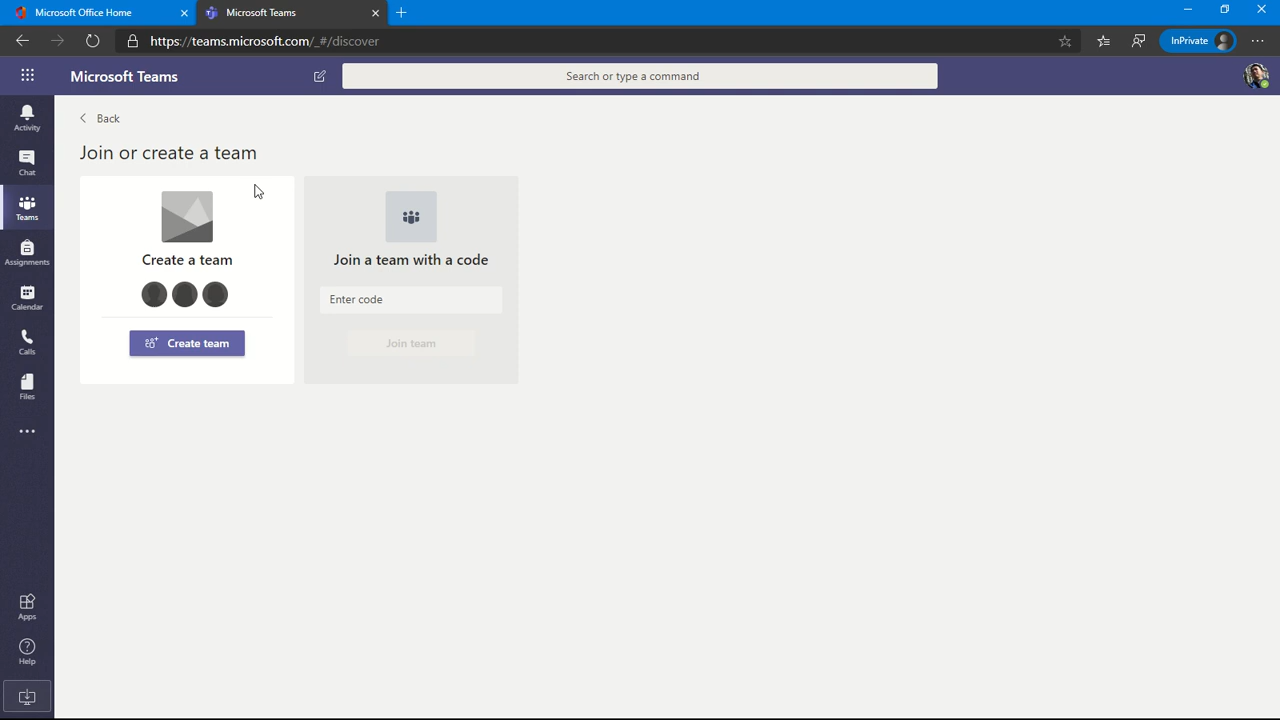 Microsoft Office Home
Microsoft Teams
https://teams.microsoft.com/_#/discover
InPrivate
Microsoft Teams
Search or type a command
Activity
Chat
Teams
Assignments
Calendar
Calls
Files
Apps
Help
Back
Join or create a team
Create a team
Create team
Join a team with a code
Enter code
Join team